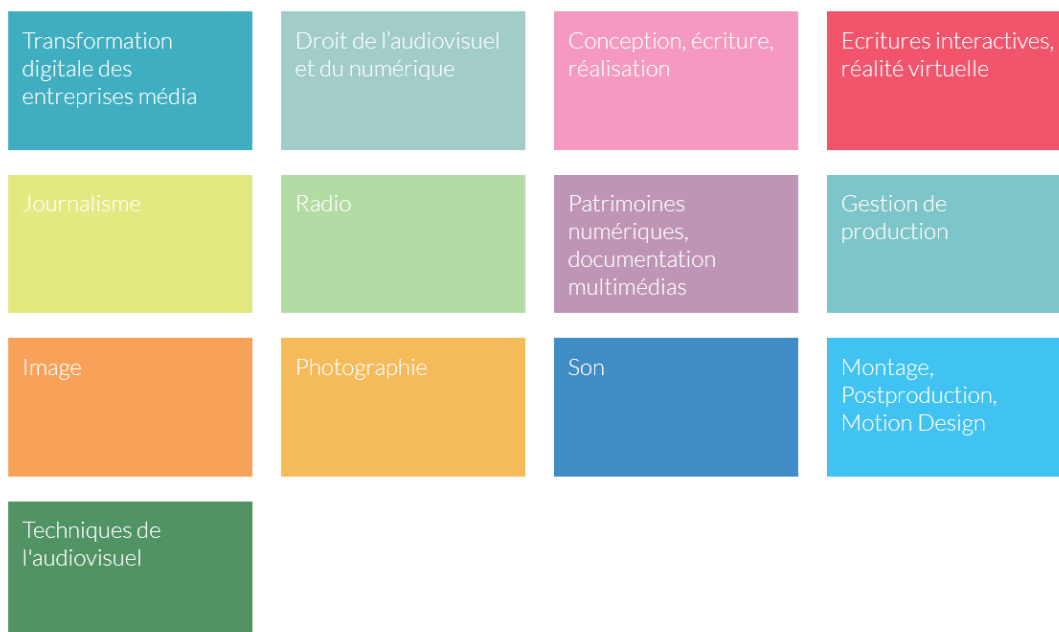 Transformation
digitale des
entreprises média
Droit de l’audiovisuel
et du numérique
Conception, écriture,
réalisation
Ecritures interactives,
réalité virtuelle
Journalisme
Radio
Patrimoines
numériques,
documentation
multimédias
Gestion de
production
Image
Photographie
Son
Montage,
Postproduction,
Motion Design
Techniques de
l'audiovisuel